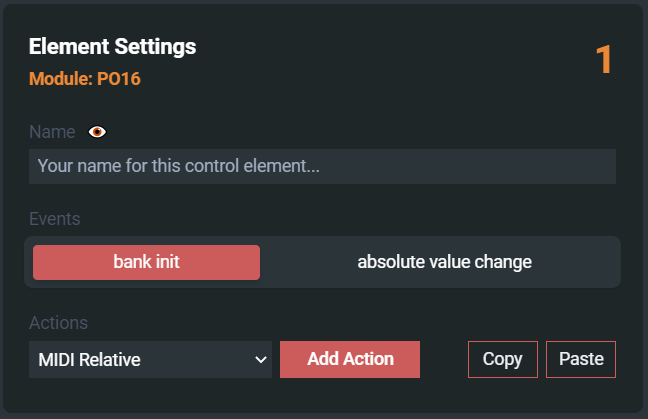 Element Settings
1
Module: PO16
Name
Your name for this control element...
Events
bank init absolute value change
Actions
MIDI Relative Add Action Copy Paste